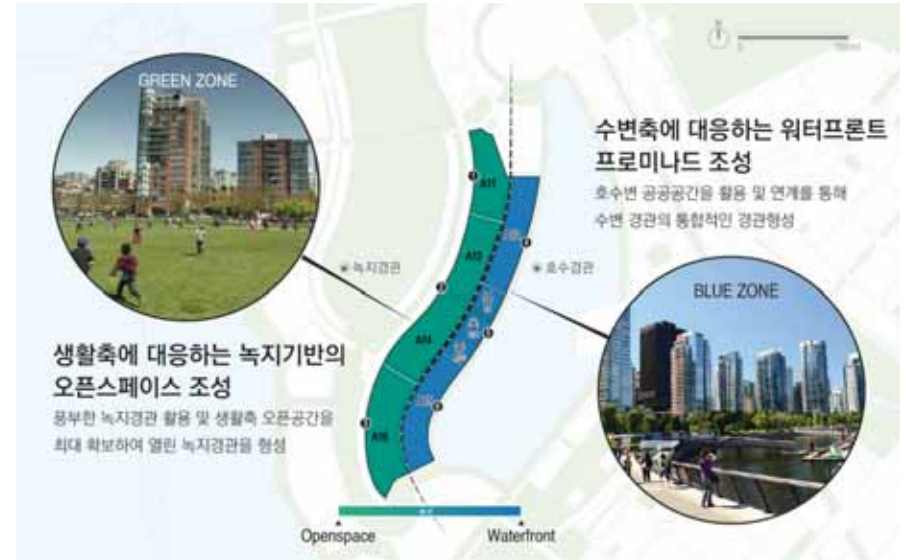 GREEN ZONE
수변축에 대응하는 워터프론트
프로미나드 조성
호수변 공공공간을 활용 및 연계를 통해
수변 경관의 통합적인 경관형성
A11
A13
녹지경관
호수경관
BLUE ZONE
A14
생활축에 대응하는 녹지기반의
오픈스페이스 조성
풍부한 녹지경관 활용 및 생활축 오픈공간을
최대 확보하여 열린 녹지경관을 형성
A16
Openspace
Waterfront